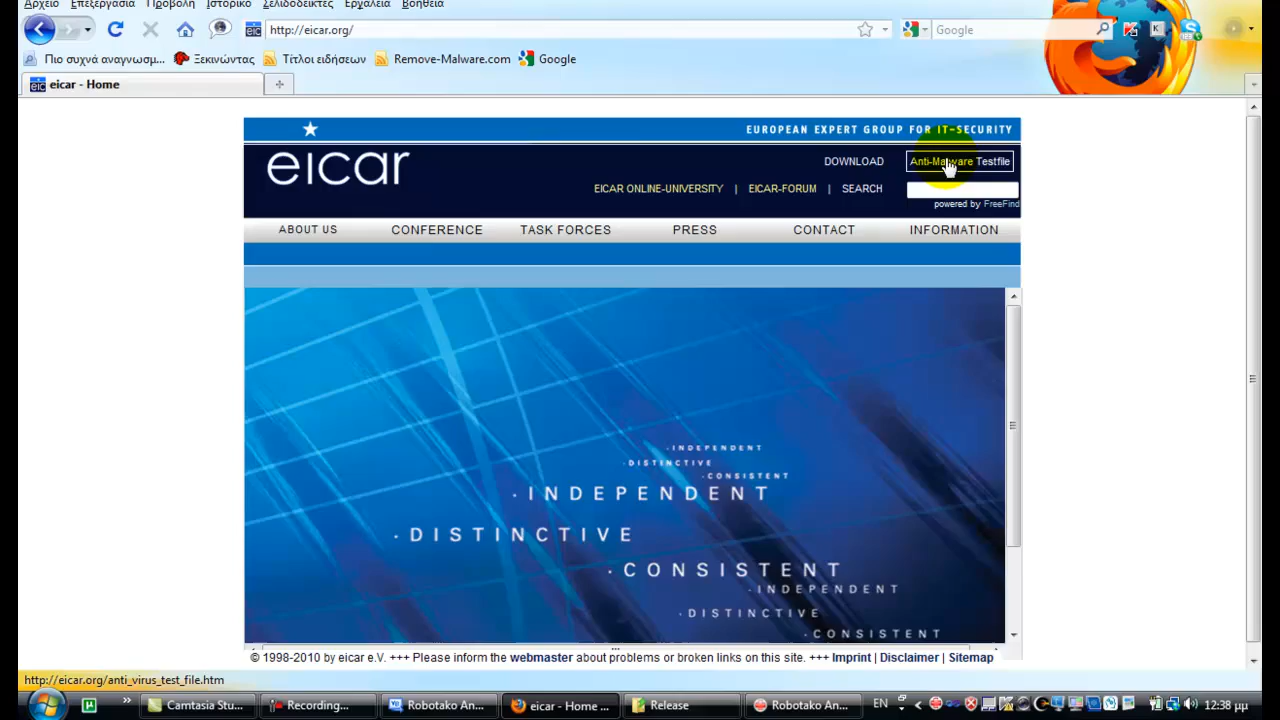 Αρχείο Επεξεργασία Προβολή Ιστορικό Σελιδοδείκτες Εργαλεία Βοήθεια
http://eicar.org/
Google
Πιο συχνά αναγνωσμ... Ξεκινώντας Τίτλοι ειδήσεων Remove-Malware.com Google
eicar - Home
EUROPEAN EXPERT GROUP FOR IT-SECURITY
eicar
DOWNLOAD Anti-Malware Testfile
EICAR ONLINE-UNIVERSITY | EICAR-FORUM | SEARCH
powered by FreeFind
ABOUT US CONFERENCE TASK FORCES PRESS CONTACT INFORMATION
· INDEPENDENT
· DISTINCTIVE
· CONSISTENT
· INDEPENDENT
· DISTINCTIVE
· CONSISTENT
· INDEPENDENT
· DISTINCTIVE
· CONSISTENT
© 1998-2010 by eicar e.V. +++ Please inform the webmaster about problems or broken links on this site. +++ Imprint | Disclaimer | Sitemap
http://eicar.org/anti_virus_test_file.htm
Camtasia Stu... Recording... Robotako An... eicar - Home ... Release Robotako An... EN 12:38 μμ